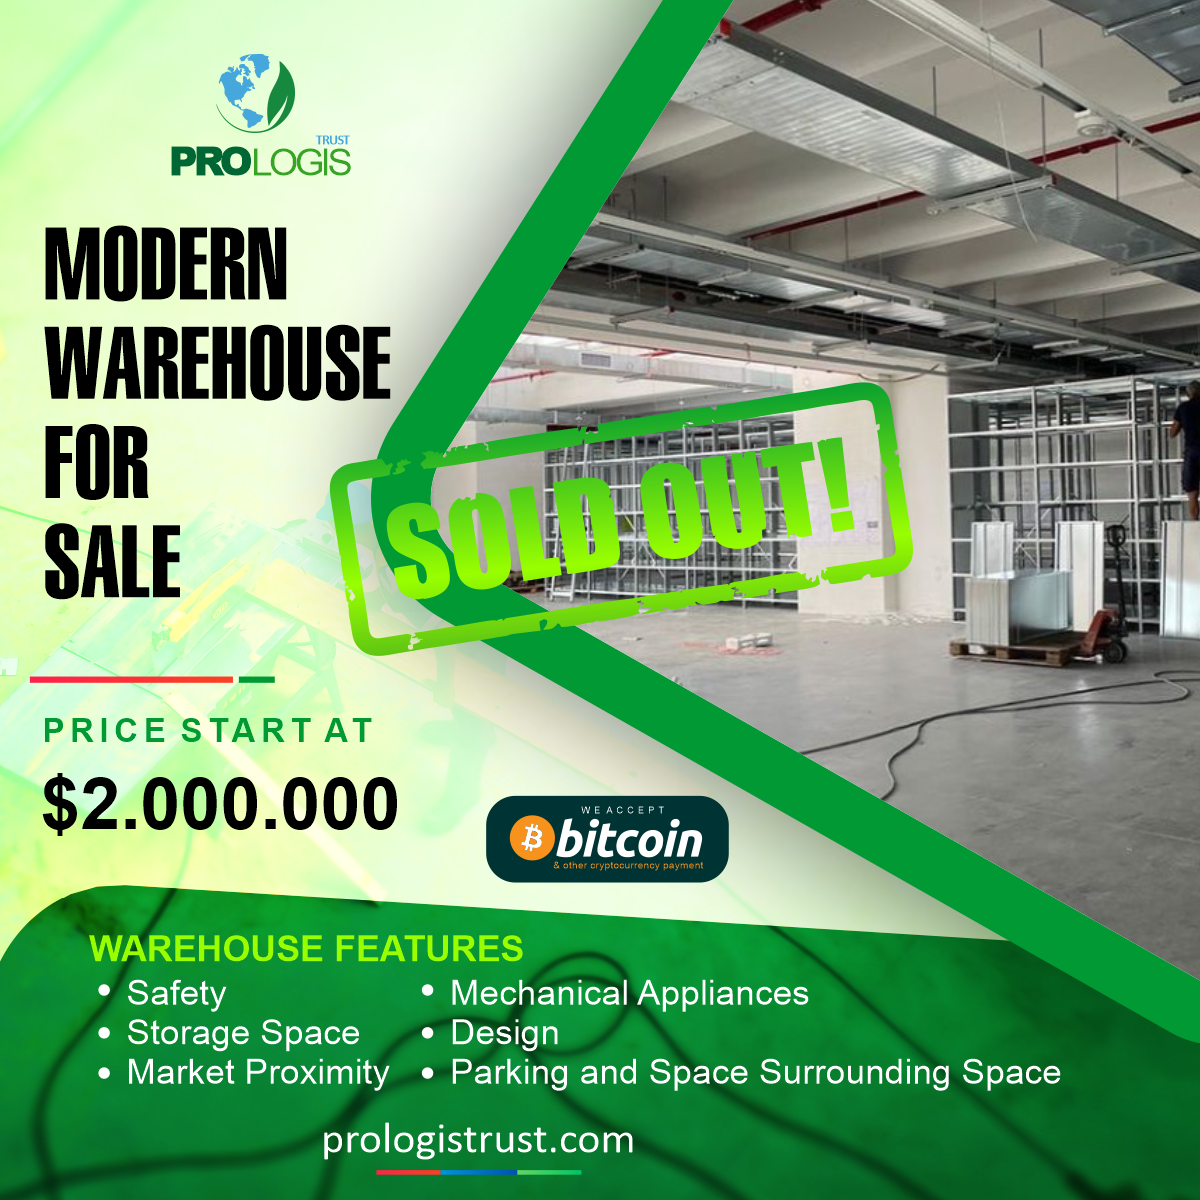 TRUST
PROLOGIS
MODERN
WAREHOUSE
FOR
SALE
SOLD OUT!
PRICE START AT
$2.000.000
WE ACCEPT
bitcoin
& other cryptocurrency payment
WAREHOUSE FEATURES
• Safety
• Storage Space
• Market Proximity
• Mechanical Appliances
• Design
• Parking and Space Surrounding Space
prologistrust.com